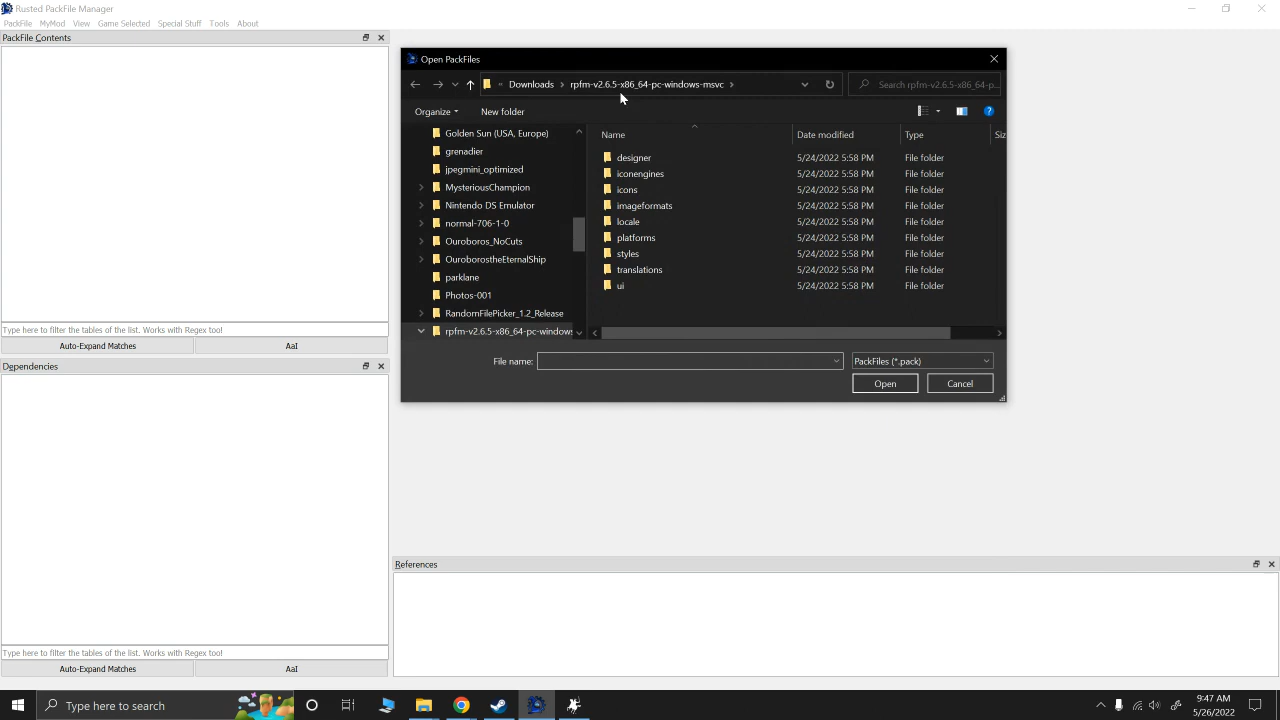 Rusted PackFile Manager
PackFile MyMod View Game Selected Special Stuff Tools About
PackFile Contents
Type here to filter the tables of the list. Works with Regex too!
Auto-Expand Matches AaI
Dependencies
Type here to filter the tables of the list. Works with Regex too!
Auto-Expand Matches AaI
Open PackFiles
« Downloads > rpfm-v2.6.5-x86_64-pc-windows-msvc >
Search rpfm-v2.6.5-x86_64-p...
Organize New folder
Golden Sun (USA, Europe)
grenadier
jpegmini_optimized
MysteriousChampion
Nintendo DS Emulator
normal-706-1-0
Ouroboros_NoCuts
OuroborostheEternalShip
parklane
Photos-001
RandomFilePicker_1.2_Release
rpfm-v2.6.5-x86_64-pc-windows
Name Date modified Type Siz
designer 5/24/2022 5:58 PM File folder
iconengines 5/24/2022 5:58 PM File folder
icons 5/24/2022 5:58 PM File folder
imageformats 5/24/2022 5:58 PM File folder
locale 5/24/2022 5:58 PM File folder
platforms 5/24/2022 5:58 PM File folder
styles 5/24/2022 5:58 PM File folder
translations 5/24/2022 5:58 PM File folder
ui 5/24/2022 5:58 PM File folder
File name: PackFiles (*.pack)
Open Cancel
References
Type here to search
9:47 AM
5/26/2022